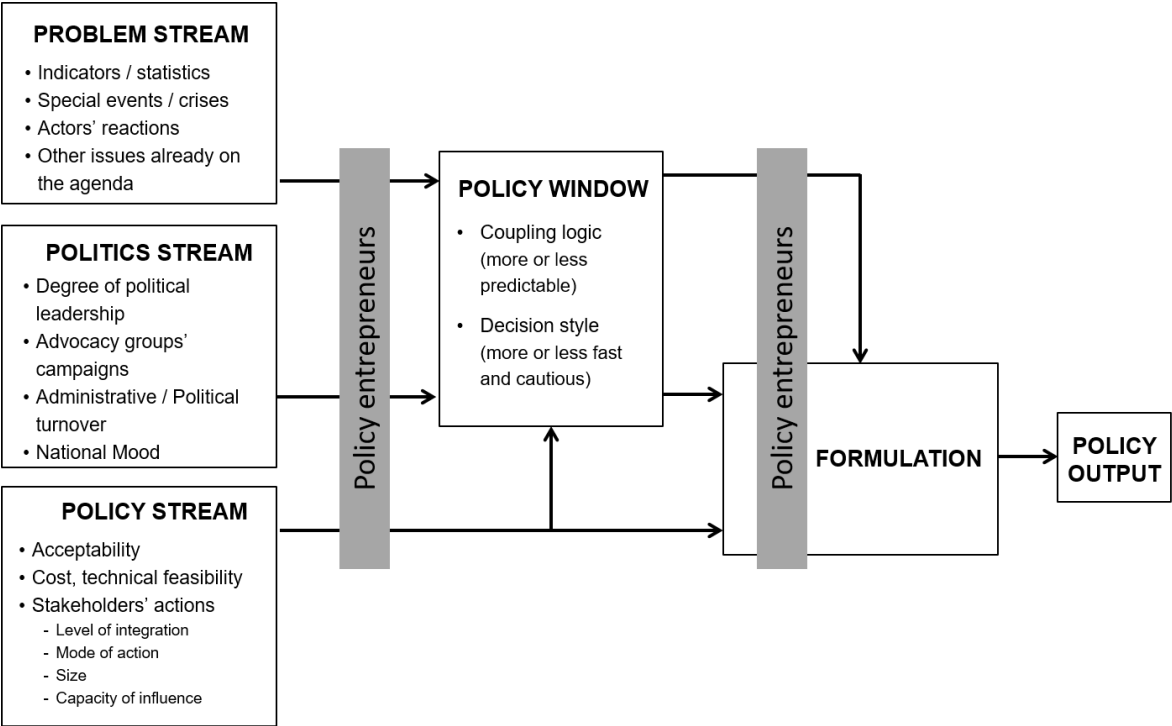 PROBLEM STREAM
• Indicators / statistics
• Special events / crises
• Actors’ reactions
• Other issues already on
the agenda
POLITICS STREAM
• Degree of political
leadership
• Advocacy groups’
campaigns
• Administrative / Political
turnover
• National Mood
POLICY STREAM
• Acceptability
• Cost, technical feasibility
• Stakeholders’ actions
- Level of integration
- Mode of action
- Size
- Capacity of influence
Policy entrepreneurs
POLICY WINDOW
• Coupling logic
(more or less
predictable)
• Decision style
(more or less fast
and cautious)
Policy entrepreneurs
FORMULATION
POLICY
OUTPUT